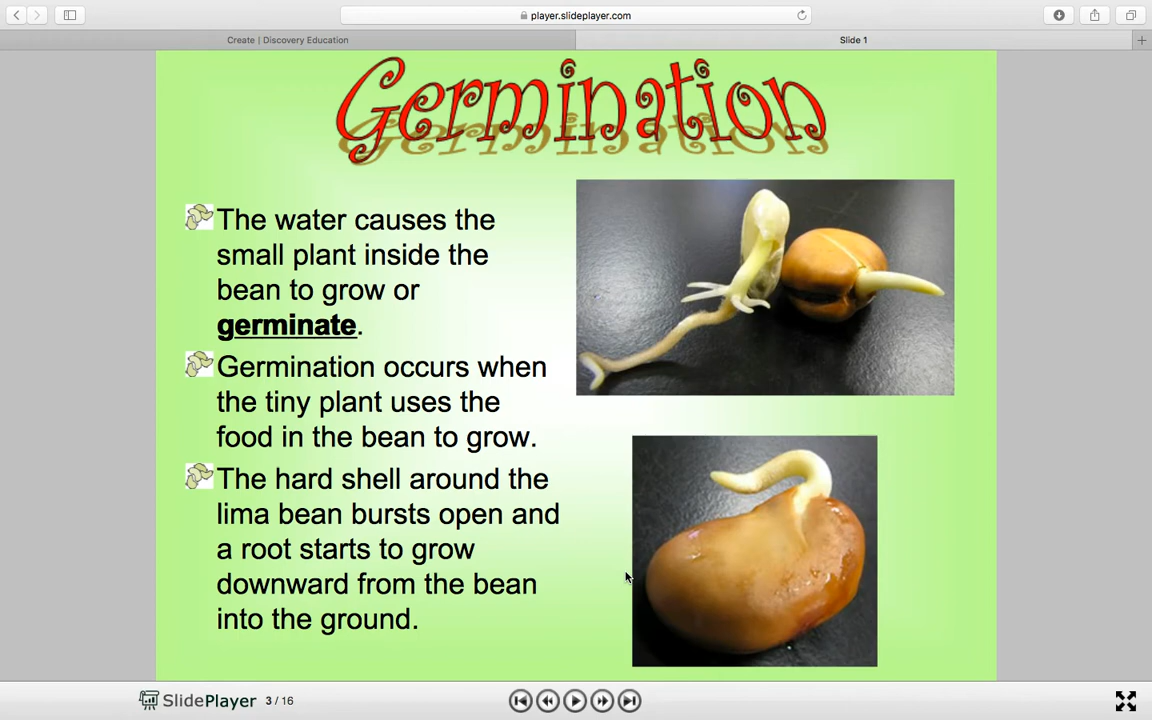 player.slideplayer.com
Create | Discovery Education
Slide 1
Germination
The water causes the
small plant inside the
bean to grow or
germinate.
Germination occurs when
the tiny plant uses the
food in the bean to grow.
The hard shell around the
lima bean bursts open and
a root starts to grow
downward from the bean
into the ground.
SlidePlayer 3 / 16